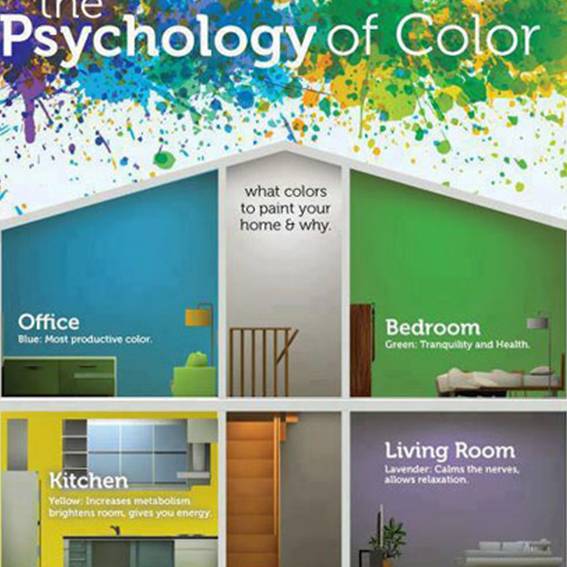 the
Psychology of Color
what colors
to paint your
home & why.
Office
Blue: Most productive color.
Bedroom
Green: Tranquility and Health.
Kitchen
Yellow: Increases metabolism
brightens room, gives you energy.
Living Room
Lavender: Calms the nerves,
allows relaxation.